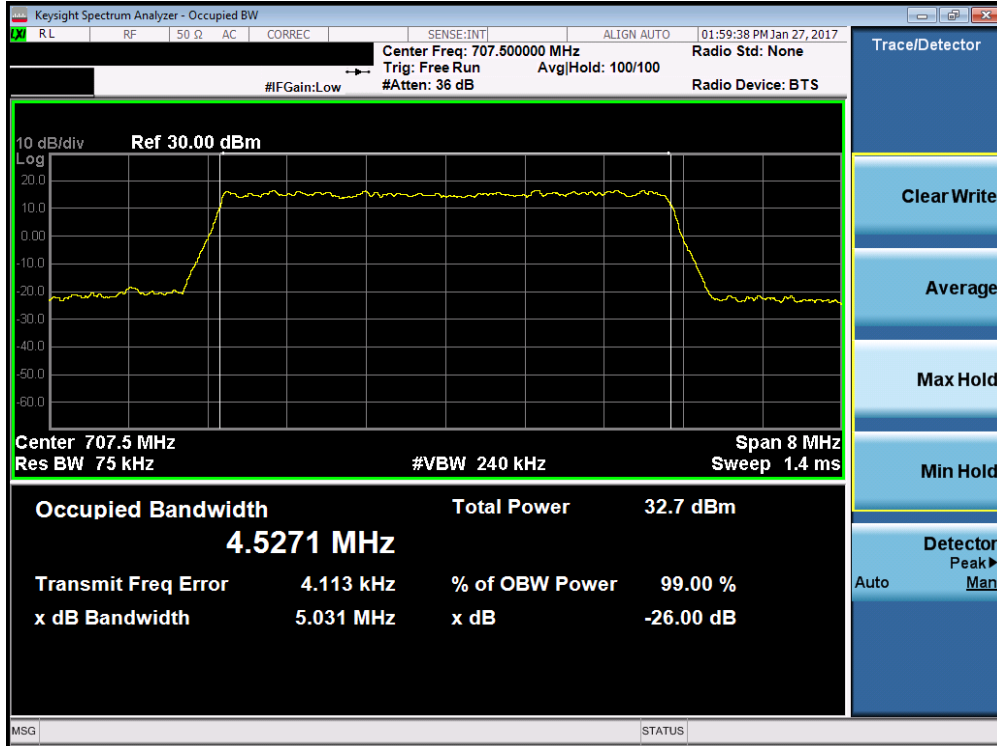 Keysight Spectrum Analyzer - Occupied BW
LXI RL RF 50 Ω AC CORREC SENSE:INT ALIGN AUTO 01:59:38 PM Jan 27, 2017
Center Freq: 707.500000 MHz Radio Std: None
Trig: Free Run Avg|Hold: 100/100
#IFGain:Low #Atten: 36 dB Radio Device: BTS
10 dB/div Ref 30.00 dBm
Log
20.0
10.0
0.00
-10.0
-20.0
-30.0
-40.0
-50.0
-60.0
Center 707.5 MHz Span 8 MHz
Res BW 75 kHz #VBW 240 kHz Sweep 1.4 ms
Occupied Bandwidth Total Power 32.7 dBm
4.5271 MHz
Transmit Freq Error 4.113 kHz % of OBW Power 99.00 %
x dB Bandwidth 5.031 MHz x dB -26.00 dB
MSG STATUS
Trace/Detector
Clear Write
Average
Max Hold
Min Hold
Detector
Peak▶
Auto Man